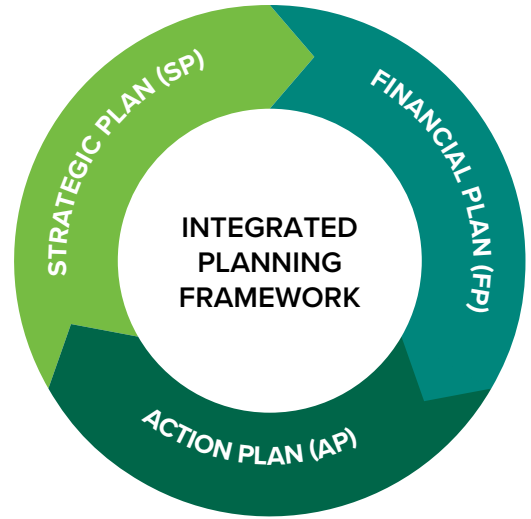 STRATEGIC PLAN (SP)
FINANCIAL PLAN (FP)
INTEGRATED
PLANNING
FRAMEWORK
ACTION PLAN (AP)